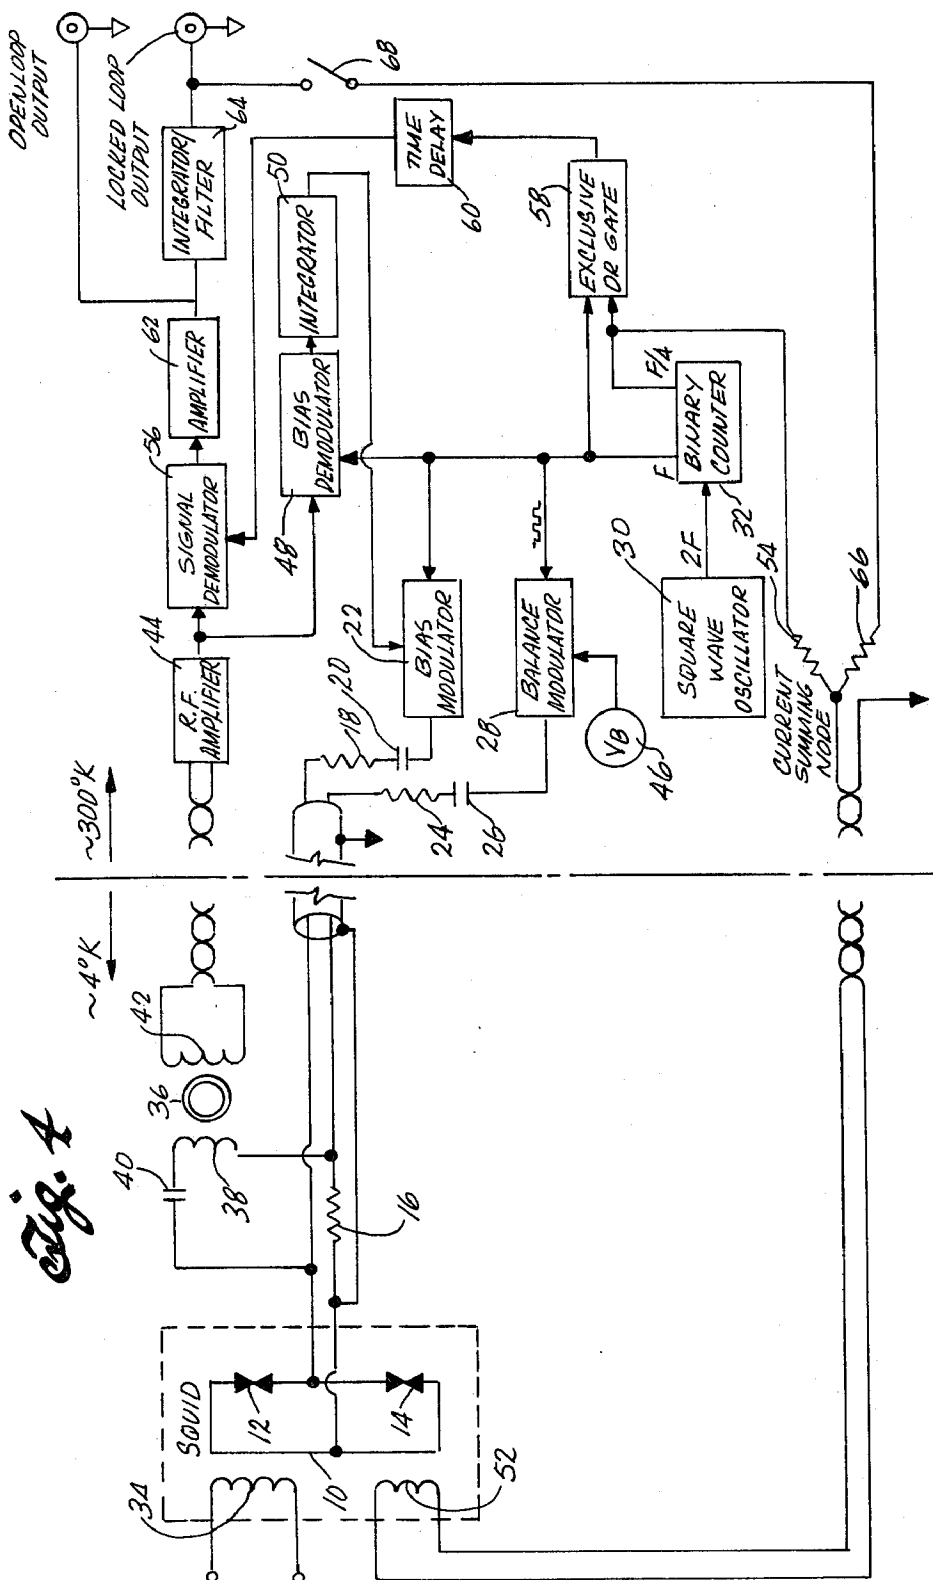 Fig. 4
~4°K
~300°K
OPEN LOOP
OUTPUT
LOCKED LOOP
OUTPUT
R.F.
AMPLIFIER
44
SIGNAL
DEMODULATOR
56
AMPLIFIER
62
INTEGRATOR/
FILTER
64
BIAS
DEMODULATOR
48
INTEGRATOR
50
TIME
DELAY
60
68
BIAS
MODULATOR
22
BALANCE
MODULATOR
28
VB
46
EXCLUSIVE
OR GATE
58
SQUARE
WAVE
OSCILLATOR
30
2F
BINARY
COUNTER
32
F
F/4
CURRENT
SUMMING
NODE
54
66
18
20
24
26
42
36
38
40
16
SQUID
12
14
10
34
52